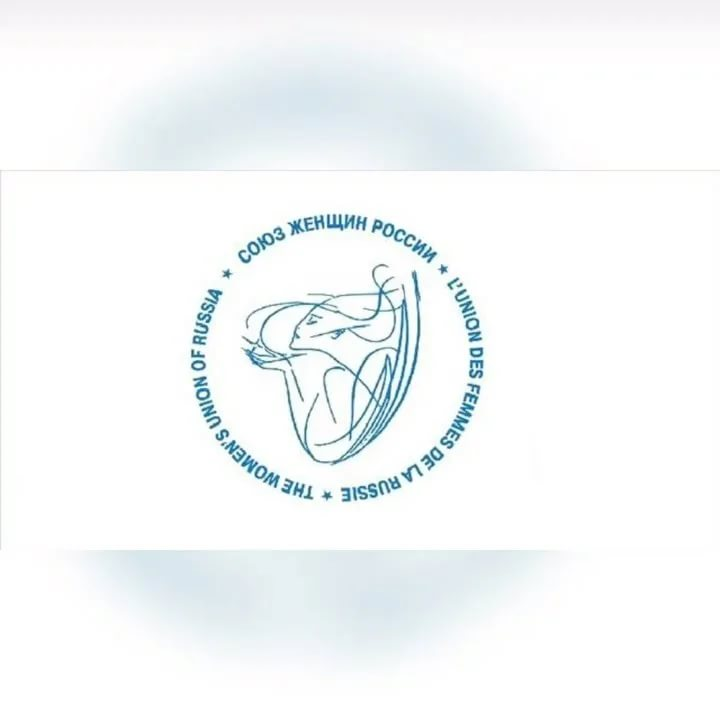 СОЮЗ ЖЕНЩИН РОССИИ
L'UNION DES FEMMES DE LA RUSSIE
THE WOMEN'S UNION OF RUSSIA